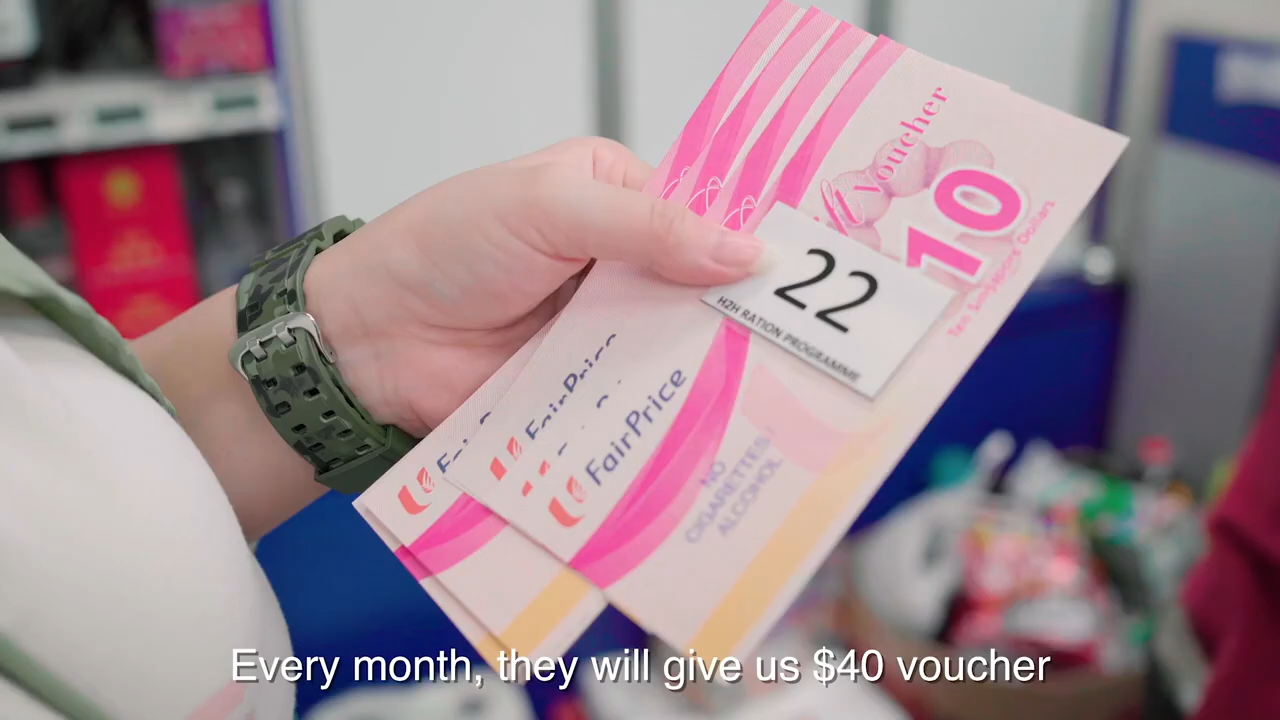 Gift Voucher
10
Ten Singapore Dollars
22
H2H RATION PROGRAMME
FairPrice
FairPrice
FairPrice
NO
CIGARETTES /
ALCOHOL
Every month, they will give us $40 voucher